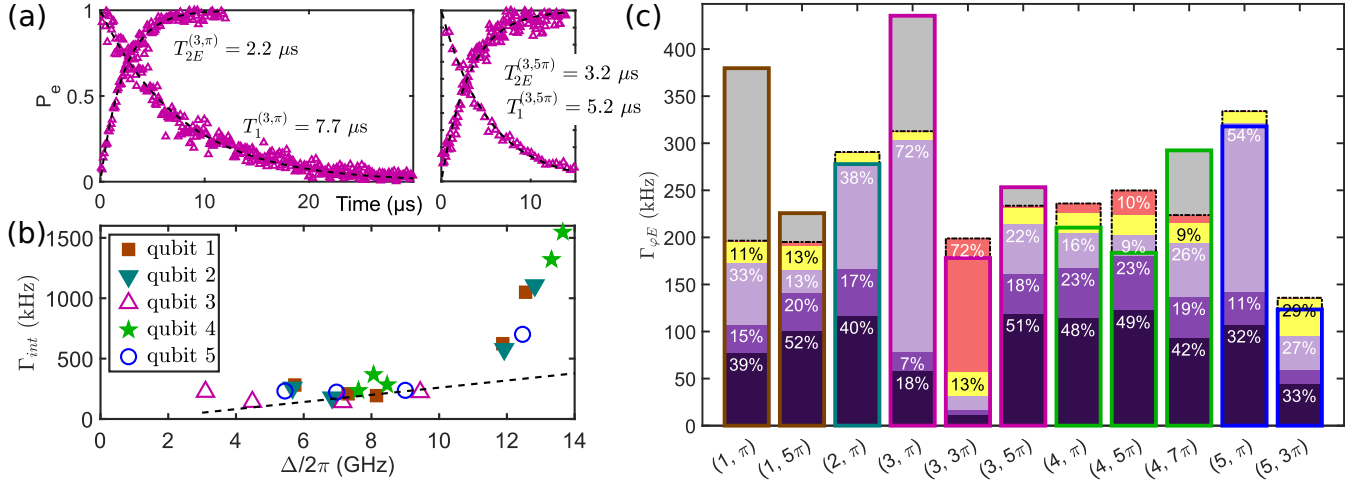 (a)
P_e
1
0.5
0
T_{2E}^{(3,π)} = 2.2 μs
T_1^{(3,π)} = 7.7 μs
0 10 20
Time (μs)
T_{2E}^{(3,5π)} = 3.2 μs
T_1^{(3,5π)} = 5.2 μs
0 10
(b)
Γ_{int} (kHz)
1500
1000
500
0
qubit 1
qubit 2
qubit 3
qubit 4
qubit 5
0 2 4 6 8 10 12 14
Δ/2π (GHz)
(c)
Γ_{φE} (kHz)
400
350
300
250
200
150
100
50
0
11%
33%
15%
39%
13%
13%
20%
52%
38%
17%
40%
72%
7%
18%
72%
13%
22%
18%
51%
16%
23%
48%
10%
9%
23%
49%
9%
26%
19%
42%
54%
11%
32%
29%
27%
33%
(1, π) (1, 5π) (2, π) (3, π) (3, 3π) (3, 5π) (4, π) (4, 5π) (4, 7π) (5, π) (5, 3π)